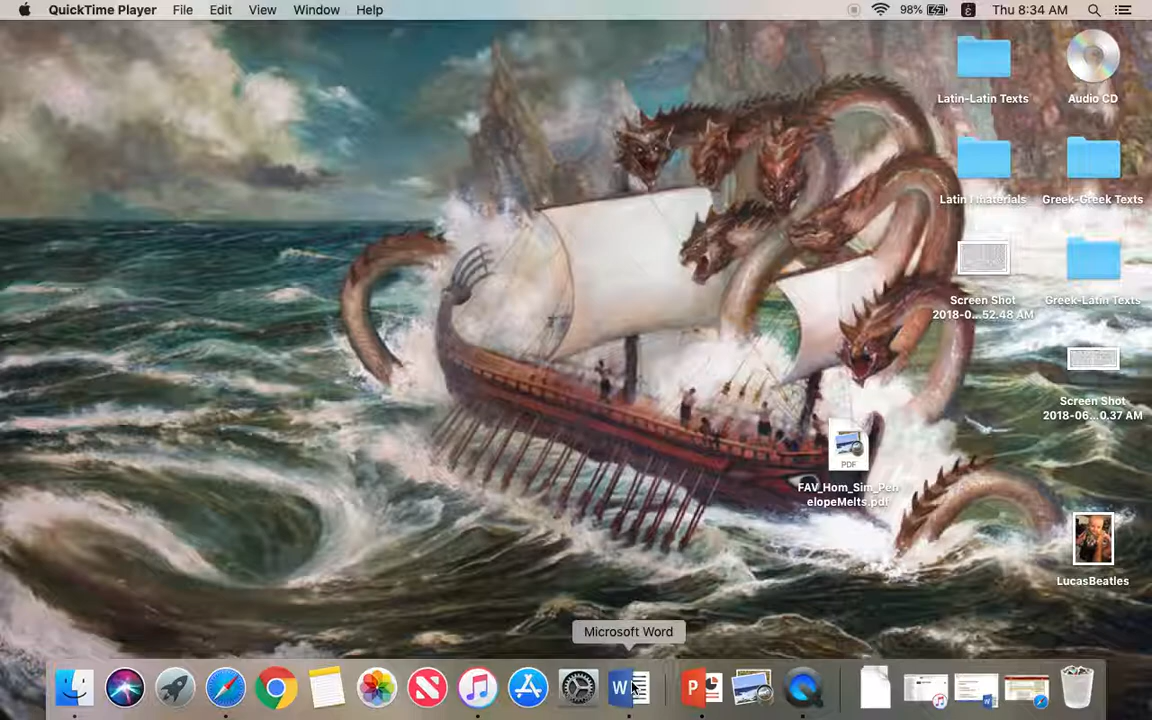 QuickTime Player File Edit View Window Help 98% έ Thu 8:34 AM
Latin-Latin Texts
Audio CD
Latin I materials
Greek-Greek Texts
Screen Shot
2018-0...52.48 AM
Greek-Latin Texts
Screen Shot
2018-06...0.37 AM
PDF
FAV_Hom_Sim_Pen
elopeMelts.pdf
LucasBeatles
Microsoft Word
W
P